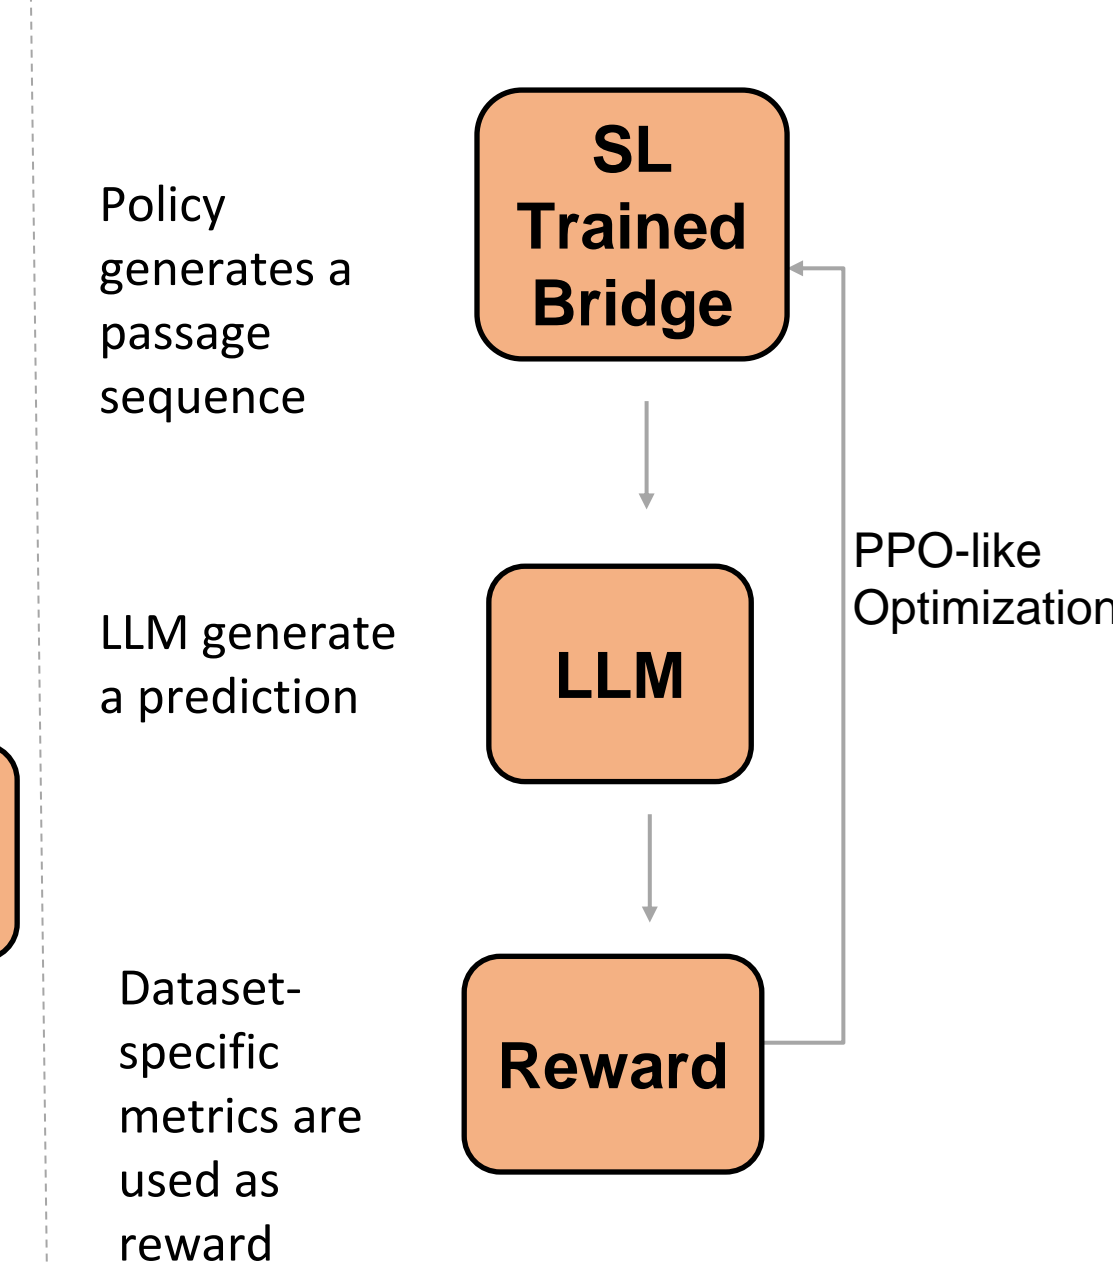 SL
Trained
Bridge
Policy
generates a
passage
sequence
PPO-like
Optimization
LLM generate
a prediction
LLM
Dataset-
specific
metrics are
used as
reward
Reward